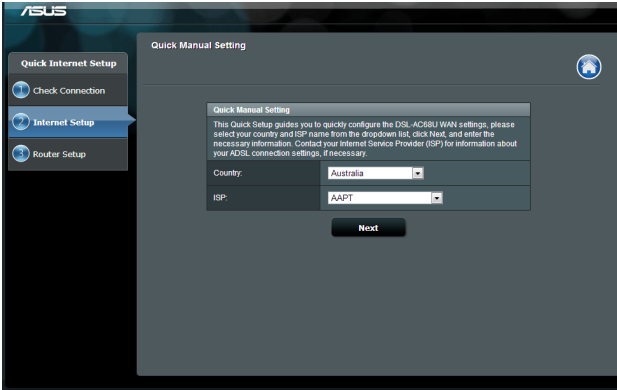 ASUS
Quick Internet Setup
1 Check Connection
2 Internet Setup
3 Router Setup
Quick Manual Setting
Quick Manual Setting
This Quick Setup guides you to quickly configure the DSL-AC68U WAN settings, please
select your country and ISP name from the dropdown list, click Next, and enter the
necessary information. Contact your Internet Service Provider (ISP) for information about
your ADSL connection settings, if necessary.
Country: Australia
ISP: AAPT
Next